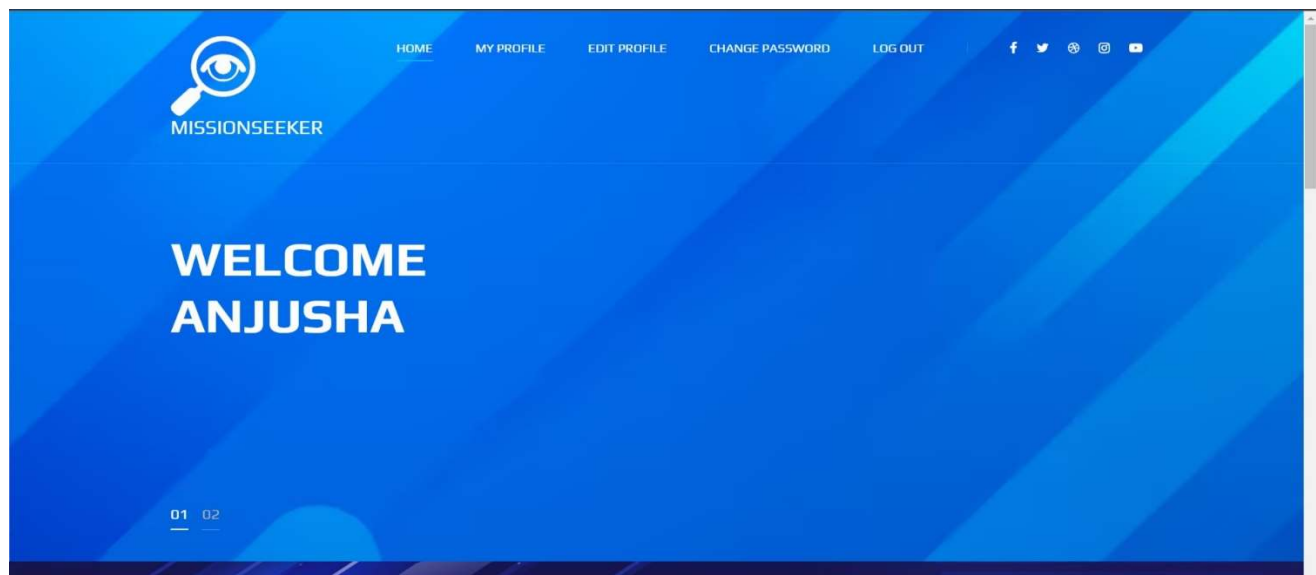 HOME MY PROFILE EDIT PROFILE CHANGE PASSWORD LOG OUT
MISSIONSEEKER
WELCOME
ANJUSHA
01 02